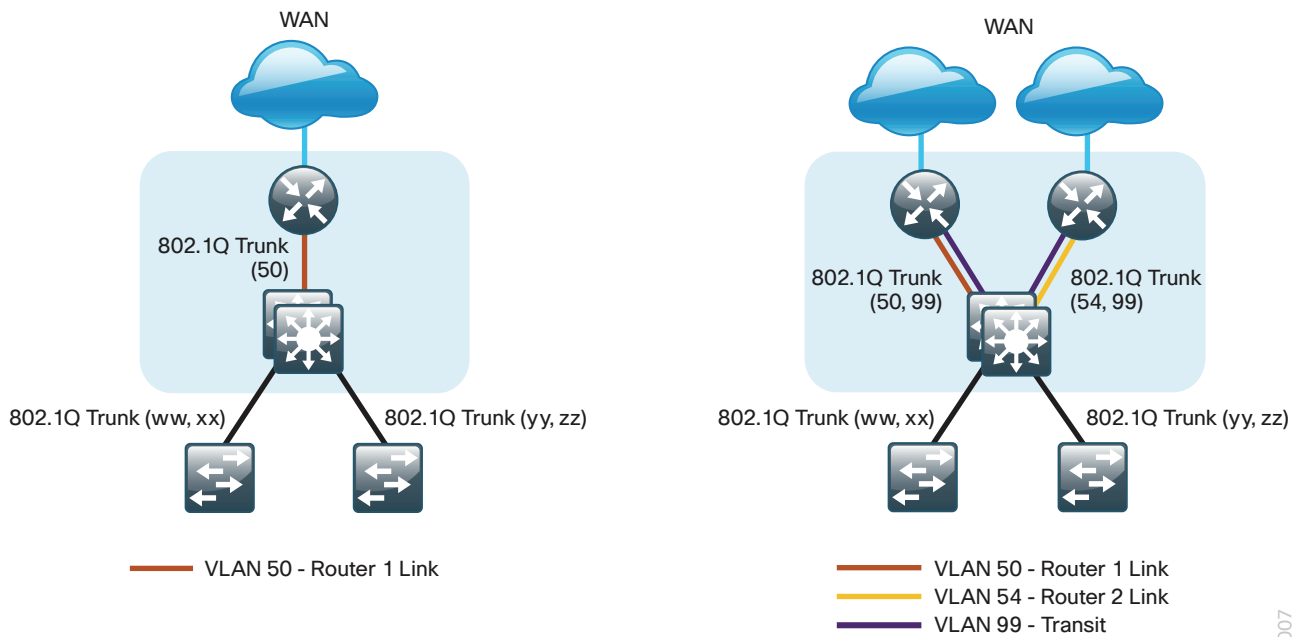 WAN
802.1Q Trunk
(50)
802.1Q Trunk (ww, xx)
802.1Q Trunk (yy, zz)
VLAN 50 - Router 1 Link
WAN
802.1Q Trunk
(50, 99)
802.1Q Trunk
(54, 99)
802.1Q Trunk (ww, xx)
802.1Q Trunk (yy, zz)
VLAN 50 - Router 1 Link
VLAN 54 - Router 2 Link
VLAN 99 - Transit